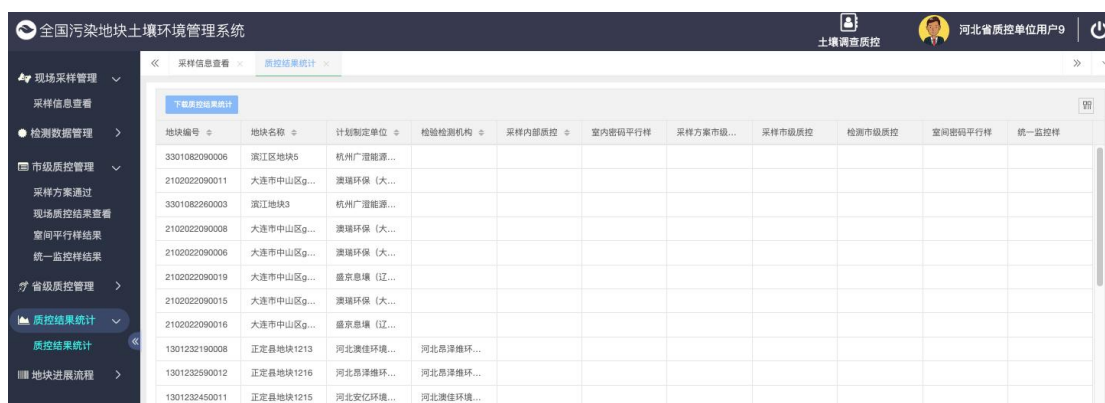 全国污染地块土壤环境管理系统
土壤调查质控
河北省质控单位用户9
现场采样管理
采样信息查看
检测数据管理
市级质控管理
采样方案通过
现场质控结果查看
室间平行样结果
统一监控样结果
省级质控管理
质控结果统计
质控结果统计
地块进展流程
采样信息查看 × 质控结果统计 ×
下载质控结果统计
地块编号 地块名称 计划制定单位 检验检测机构 采样内部质控 室内密码平行样 采样方案市级... 采样市级质控 检测市级质控 室间密码平行样 统一监控样
3301082090006 滨江区地块5 杭州广澄能源...
2102022090011 大连市中山区g... 澳瑞环保（大...
3301082260003 滨江地块3 杭州广澄能源...
2102022090008 大连市中山区g... 澳瑞环保（大...
2102022090006 大连市中山区g... 澳瑞环保（大...
2102022090019 大连市中山区g... 盛京息壤（辽...
2102022090015 大连市中山区g... 澳瑞环保（大...
2102022090016 大连市中山区g... 盛京息壤（辽...
1301232190008 正定县地块1213 河北澳佳环境... 河北昂泽维环...
1301232590012 正定县地块1216 河北昂泽维环... 河北昂泽维环...
1301232450011 正定县地块1215 河北安亿环境... 河北澳佳环境...